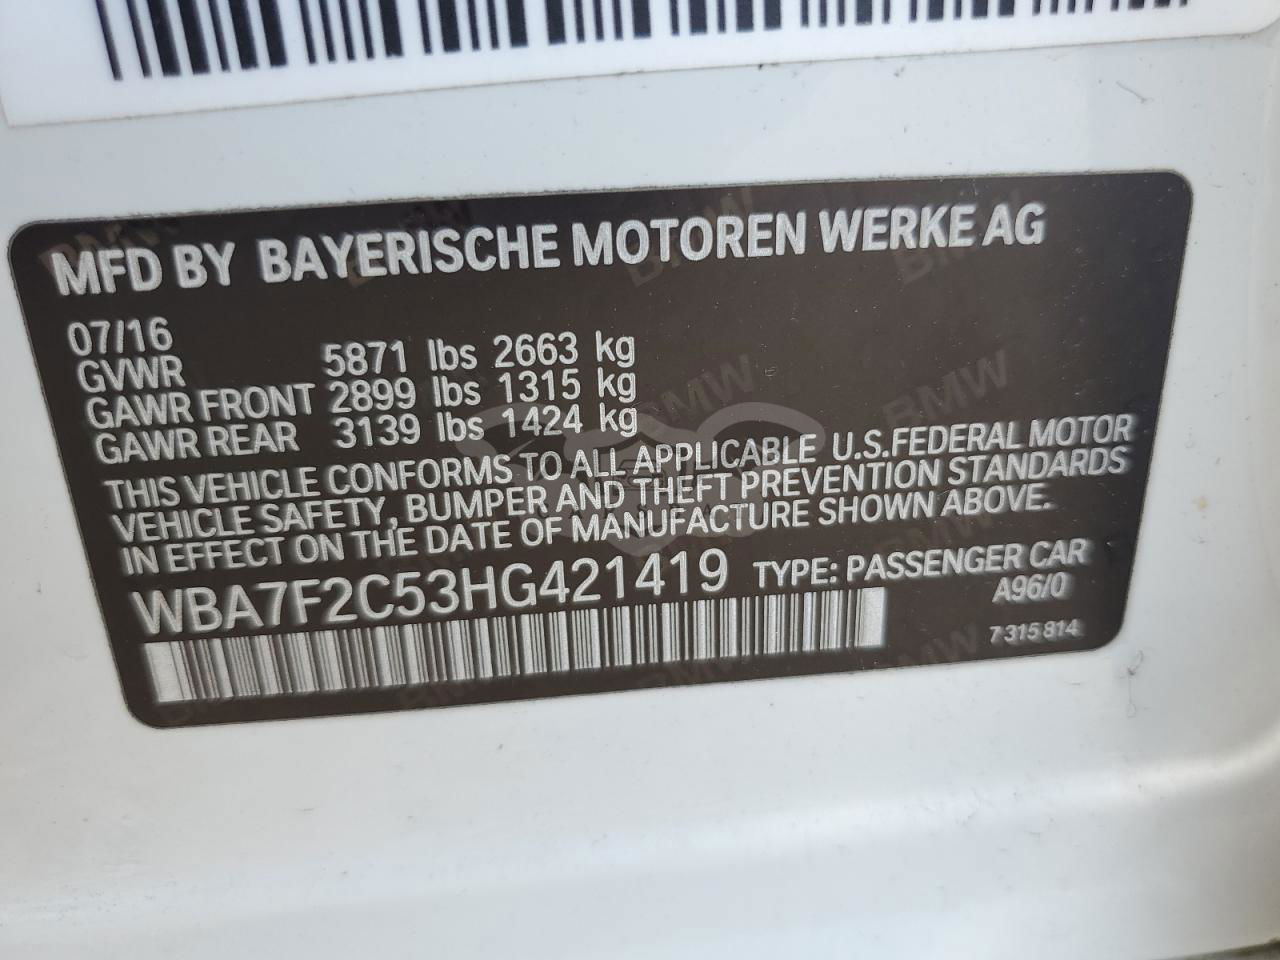 MFD BY BAYERISCHE MOTOREN WERKE AG
07/16
GVWR 5871 lbs 2663 kg
GAWR FRONT 2899 lbs 1315 kg
GAWR REAR 3139 lbs 1424 kg
THIS VEHICLE CONFORMS TO ALL APPLICABLE U.S.FEDERAL MOTOR
VEHICLE SAFETY, BUMPER AND THEFT PREVENTION STANDARDS
IN EFFECT ON THE DATE OF MANUFACTURE SHOWN ABOVE.
WBA7F2C53HG421419 TYPE: PASSENGER CAR
A96/0
7 315 814